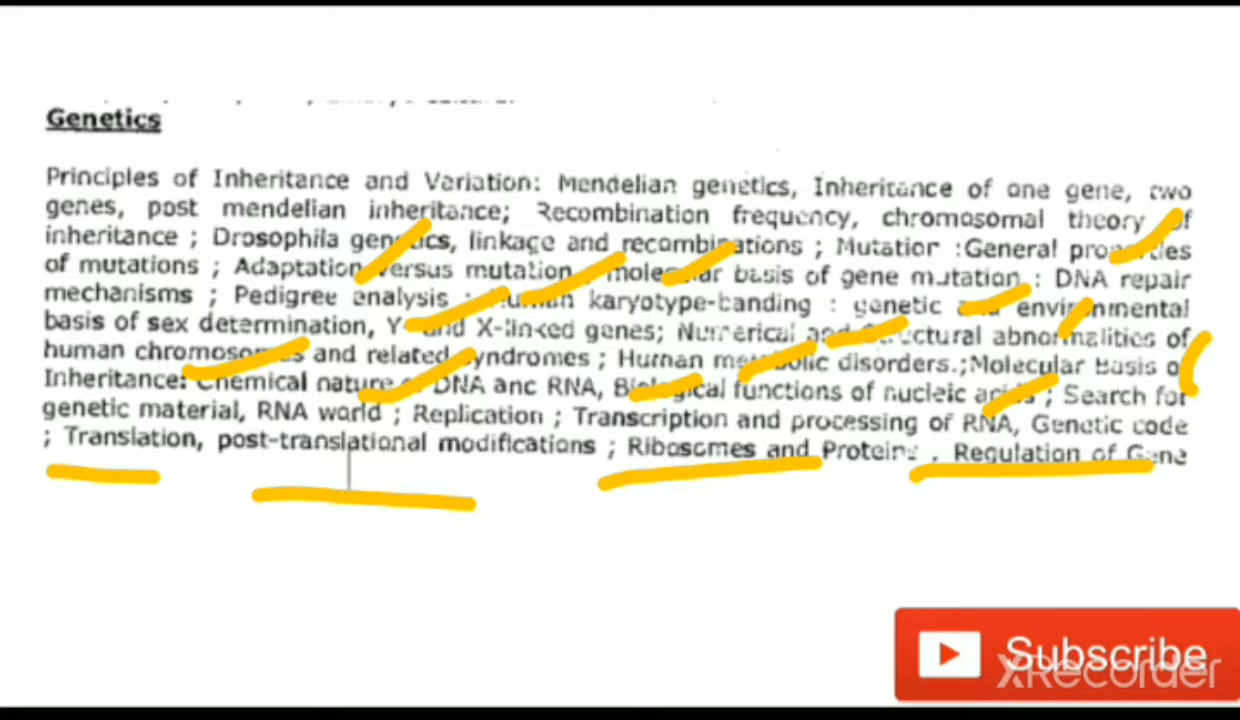 Genetics
Principles of Inheritance and Variation: Mendelian genetics, Inheritance of one gene, two
genes, post mendelian inheritance; Recombination frequency, chromosomal theory of
inheritance ; Drosophila genetics, linkage and recombinations ; Mutation :General properties
of mutations ; Adaptation versus mutation, molecular basis of gene mutation : DNA repair
mechanisms ; Pedigree analysis : Human karyotype-banding : genetic and environmental
basis of sex determination, Y- and X-linked genes; Numerical and Structural abnormalities of
human chromosomes and related syndromes ; Human metabolic disorders.;Molecular Basis of
Inheritance: Chemical nature of DNA and RNA, Biological functions of nucleic acids ; Search for
genetic material, RNA world ; Replication ; Transcription and processing of RNA, Genetic code
; Translation, post-translational modifications ; Ribosomes and Proteins , Regulation of Gene
Subscribe
XRecorder